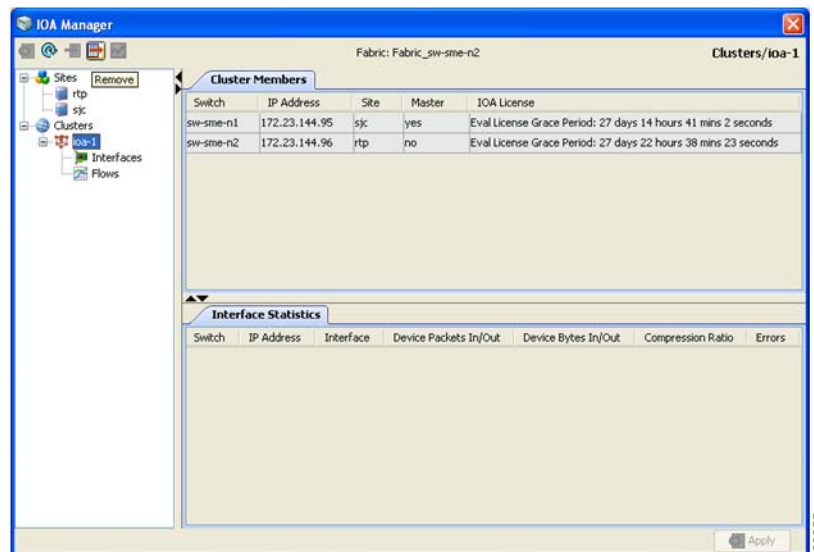 IOA Manager
Fabric: Fabric_sw-sme-n2
Clusters/ioa-1
Sites
Remove
rtp
sjc
Clusters
ioa-1
Interfaces
Flows
Cluster Members
Switch IP Address Site Master IOA License
sw-sme-n1 172.23.144.95 sjc yes Eval License Grace Period: 27 days 14 hours 41 mins 2 seconds
sw-sme-n2 172.23.144.96 rtp no Eval License Grace Period: 27 days 22 hours 38 mins 23 seconds
Interface Statistics
Switch IP Address Interface Device Packets In/Out Device Bytes In/Out Compression Ratio Errors
Apply